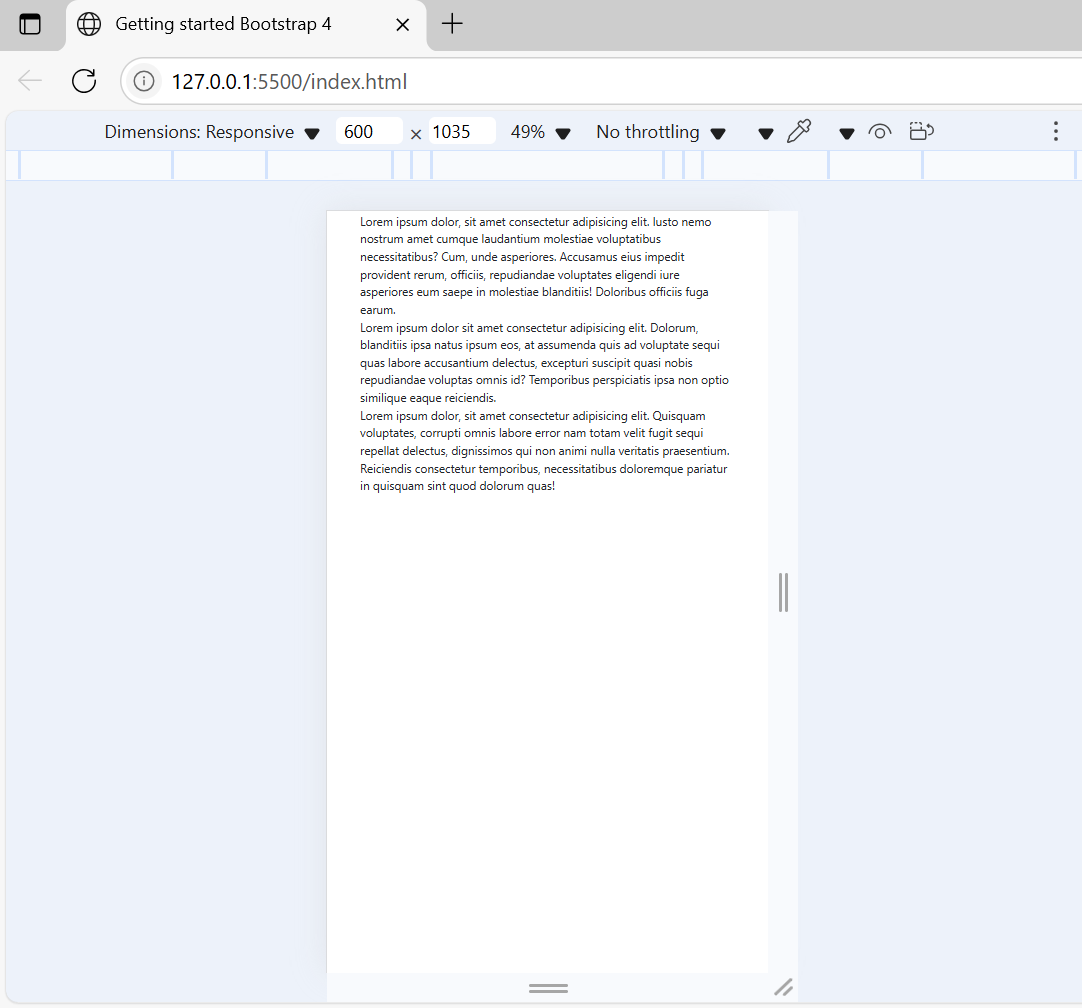 Getting started Bootstrap 4
127.0.0.1:5500/index.html
Dimensions: Responsive 600 × 1035 49% No throttling
Lorem ipsum dolor, sit amet consectetur adipisicing elit. Iusto nemo
nostrum amet cumque laudantium molestiae voluptatibus
necessitatibus? Cum, unde asperiores. Accusamus eius impedit
provident rerum, officiis, repudiandae voluptates eligendi iure
asperiores eum saepe in molestiae blanditiis! Doloribus officiis fuga
earum.
Lorem ipsum dolor sit amet consectetur adipisicing elit. Dolorum,
blanditiis ipsa natus ipsum eos, at assumenda quis ad voluptate sequi
quas labore accusantium delectus, excepturi suscipit quasi nobis
repudiandae voluptas omnis id? Temporibus perspiciatis ipsa non optio
similique eaque reiciendis.
Lorem ipsum dolor, sit amet consectetur adipisicing elit. Quisquam
voluptates, corrupti omnis labore error nam totam velit fugit sequi
repellat delectus, dignissimos qui non animi nulla veritatis praesentium.
Reiciendis consectetur temporibus, necessitatibus doloremque pariatur
in quisquam sint quod dolorum quas!